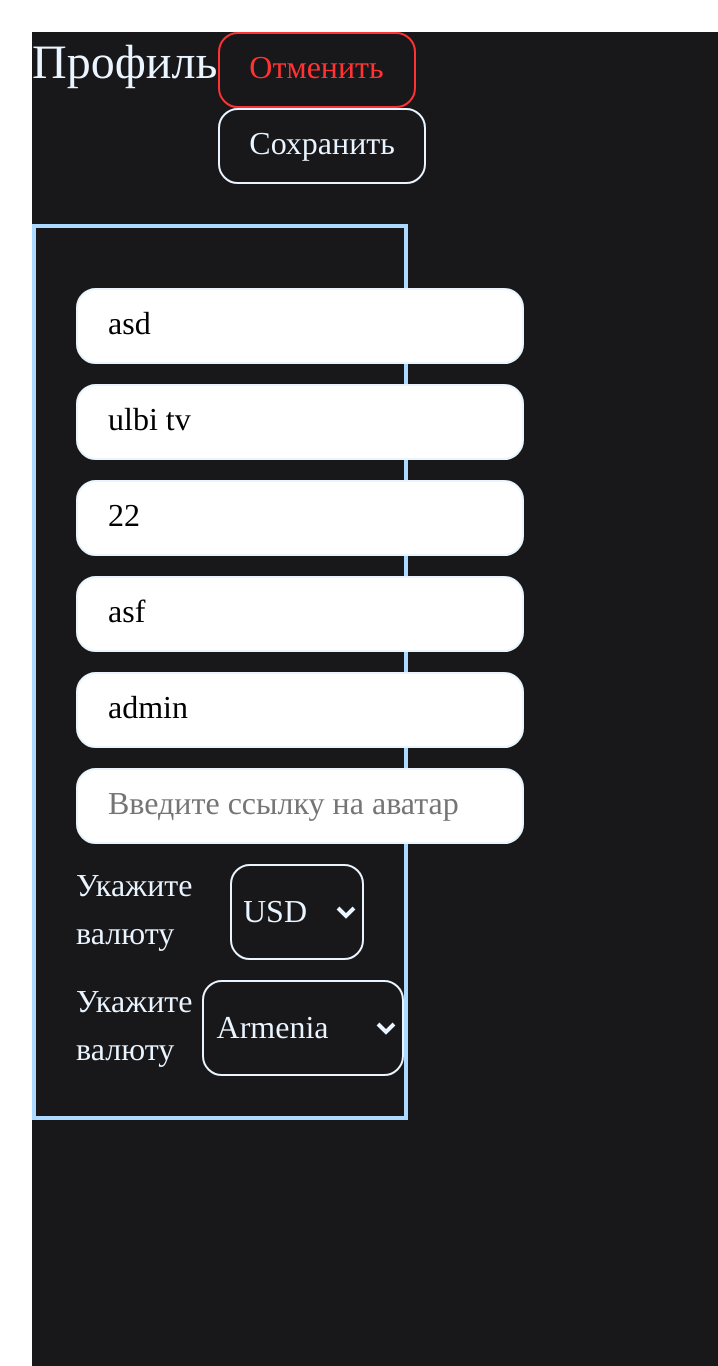 Профиль
Отменить
Сохранить
asd
ulbi tv
22
asf
admin
Введите ссылку на аватар
Укажите
валюту
USD
Укажите
валюту
Armenia